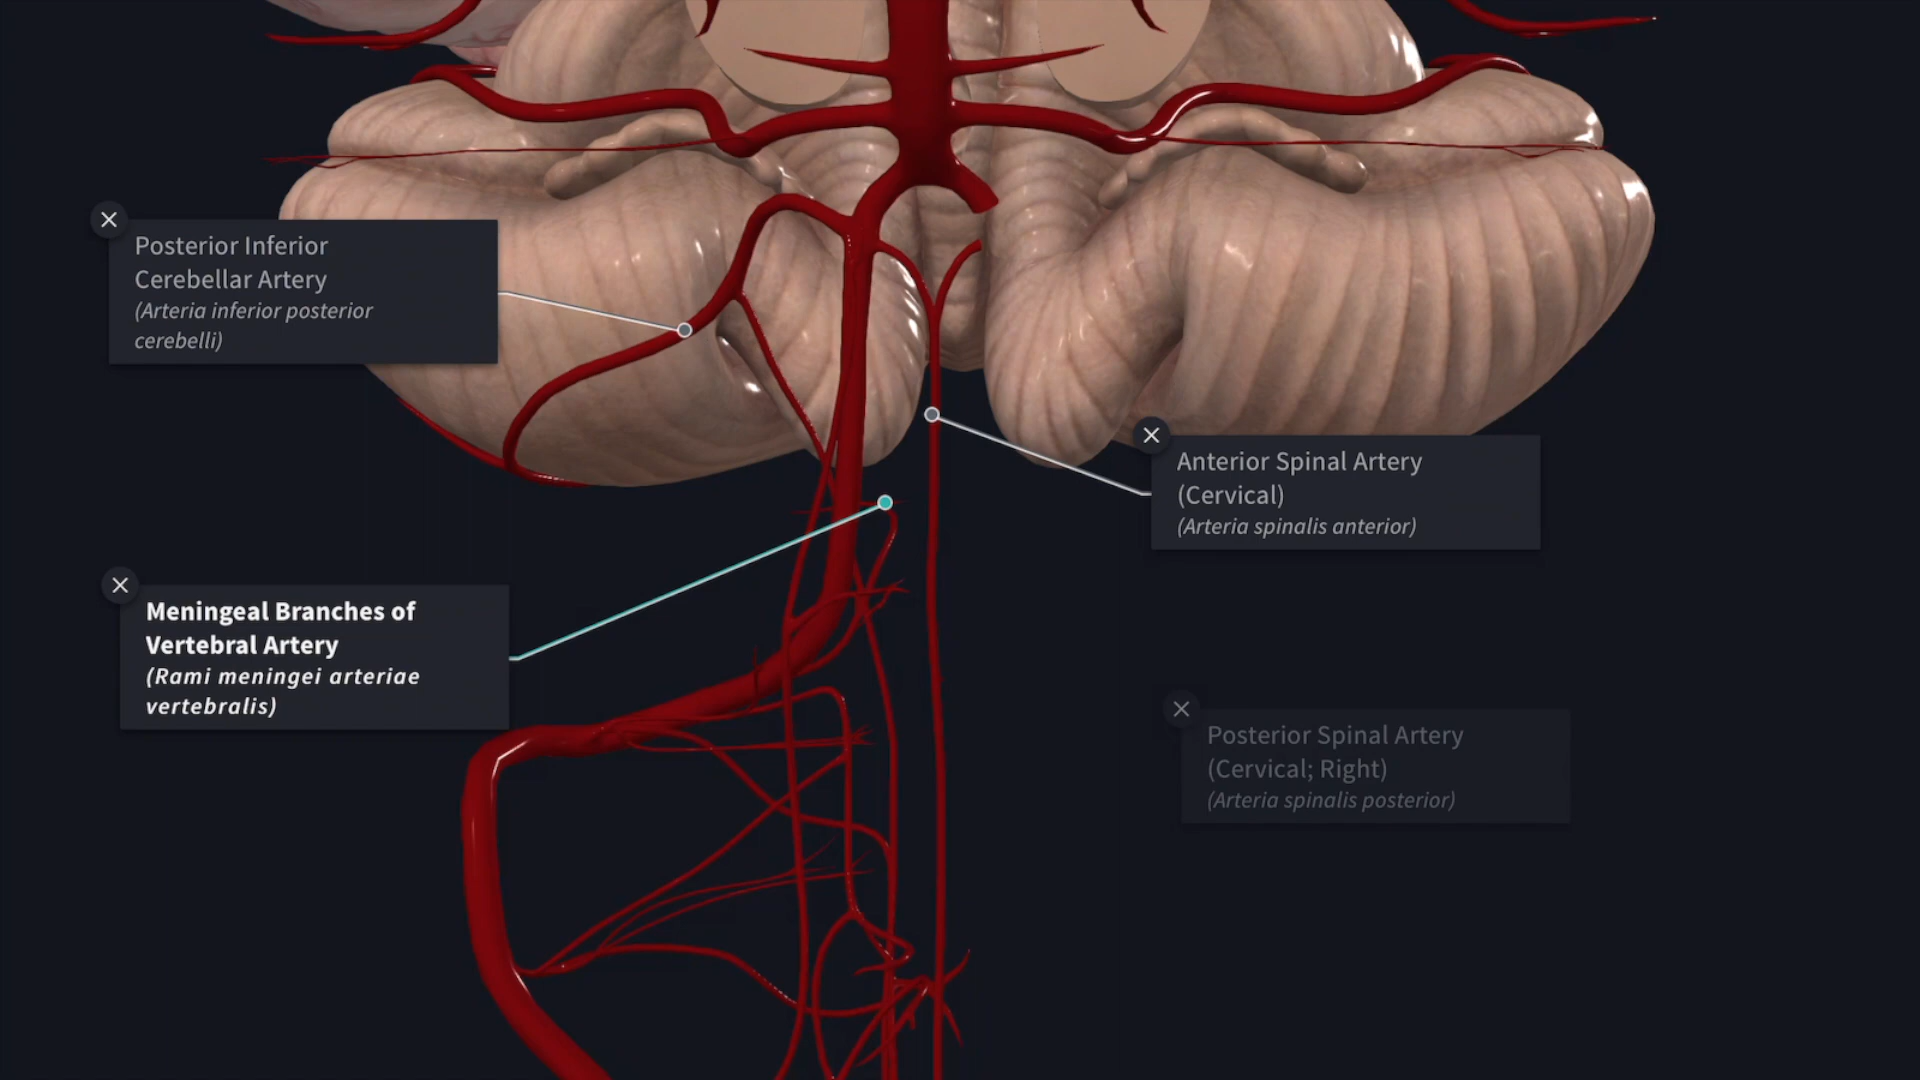 Posterior Inferior
Cerebellar Artery
(Arteria inferior posterior
cerebelli)
Anterior Spinal Artery
(Cervical)
(Arteria spinalis anterior)
Meningeal Branches of
Vertebral Artery
(Rami meningei arteriae
vertebralis)
Posterior Spinal Artery
(Cervical; Right)
(Arteria spinalis posterior)